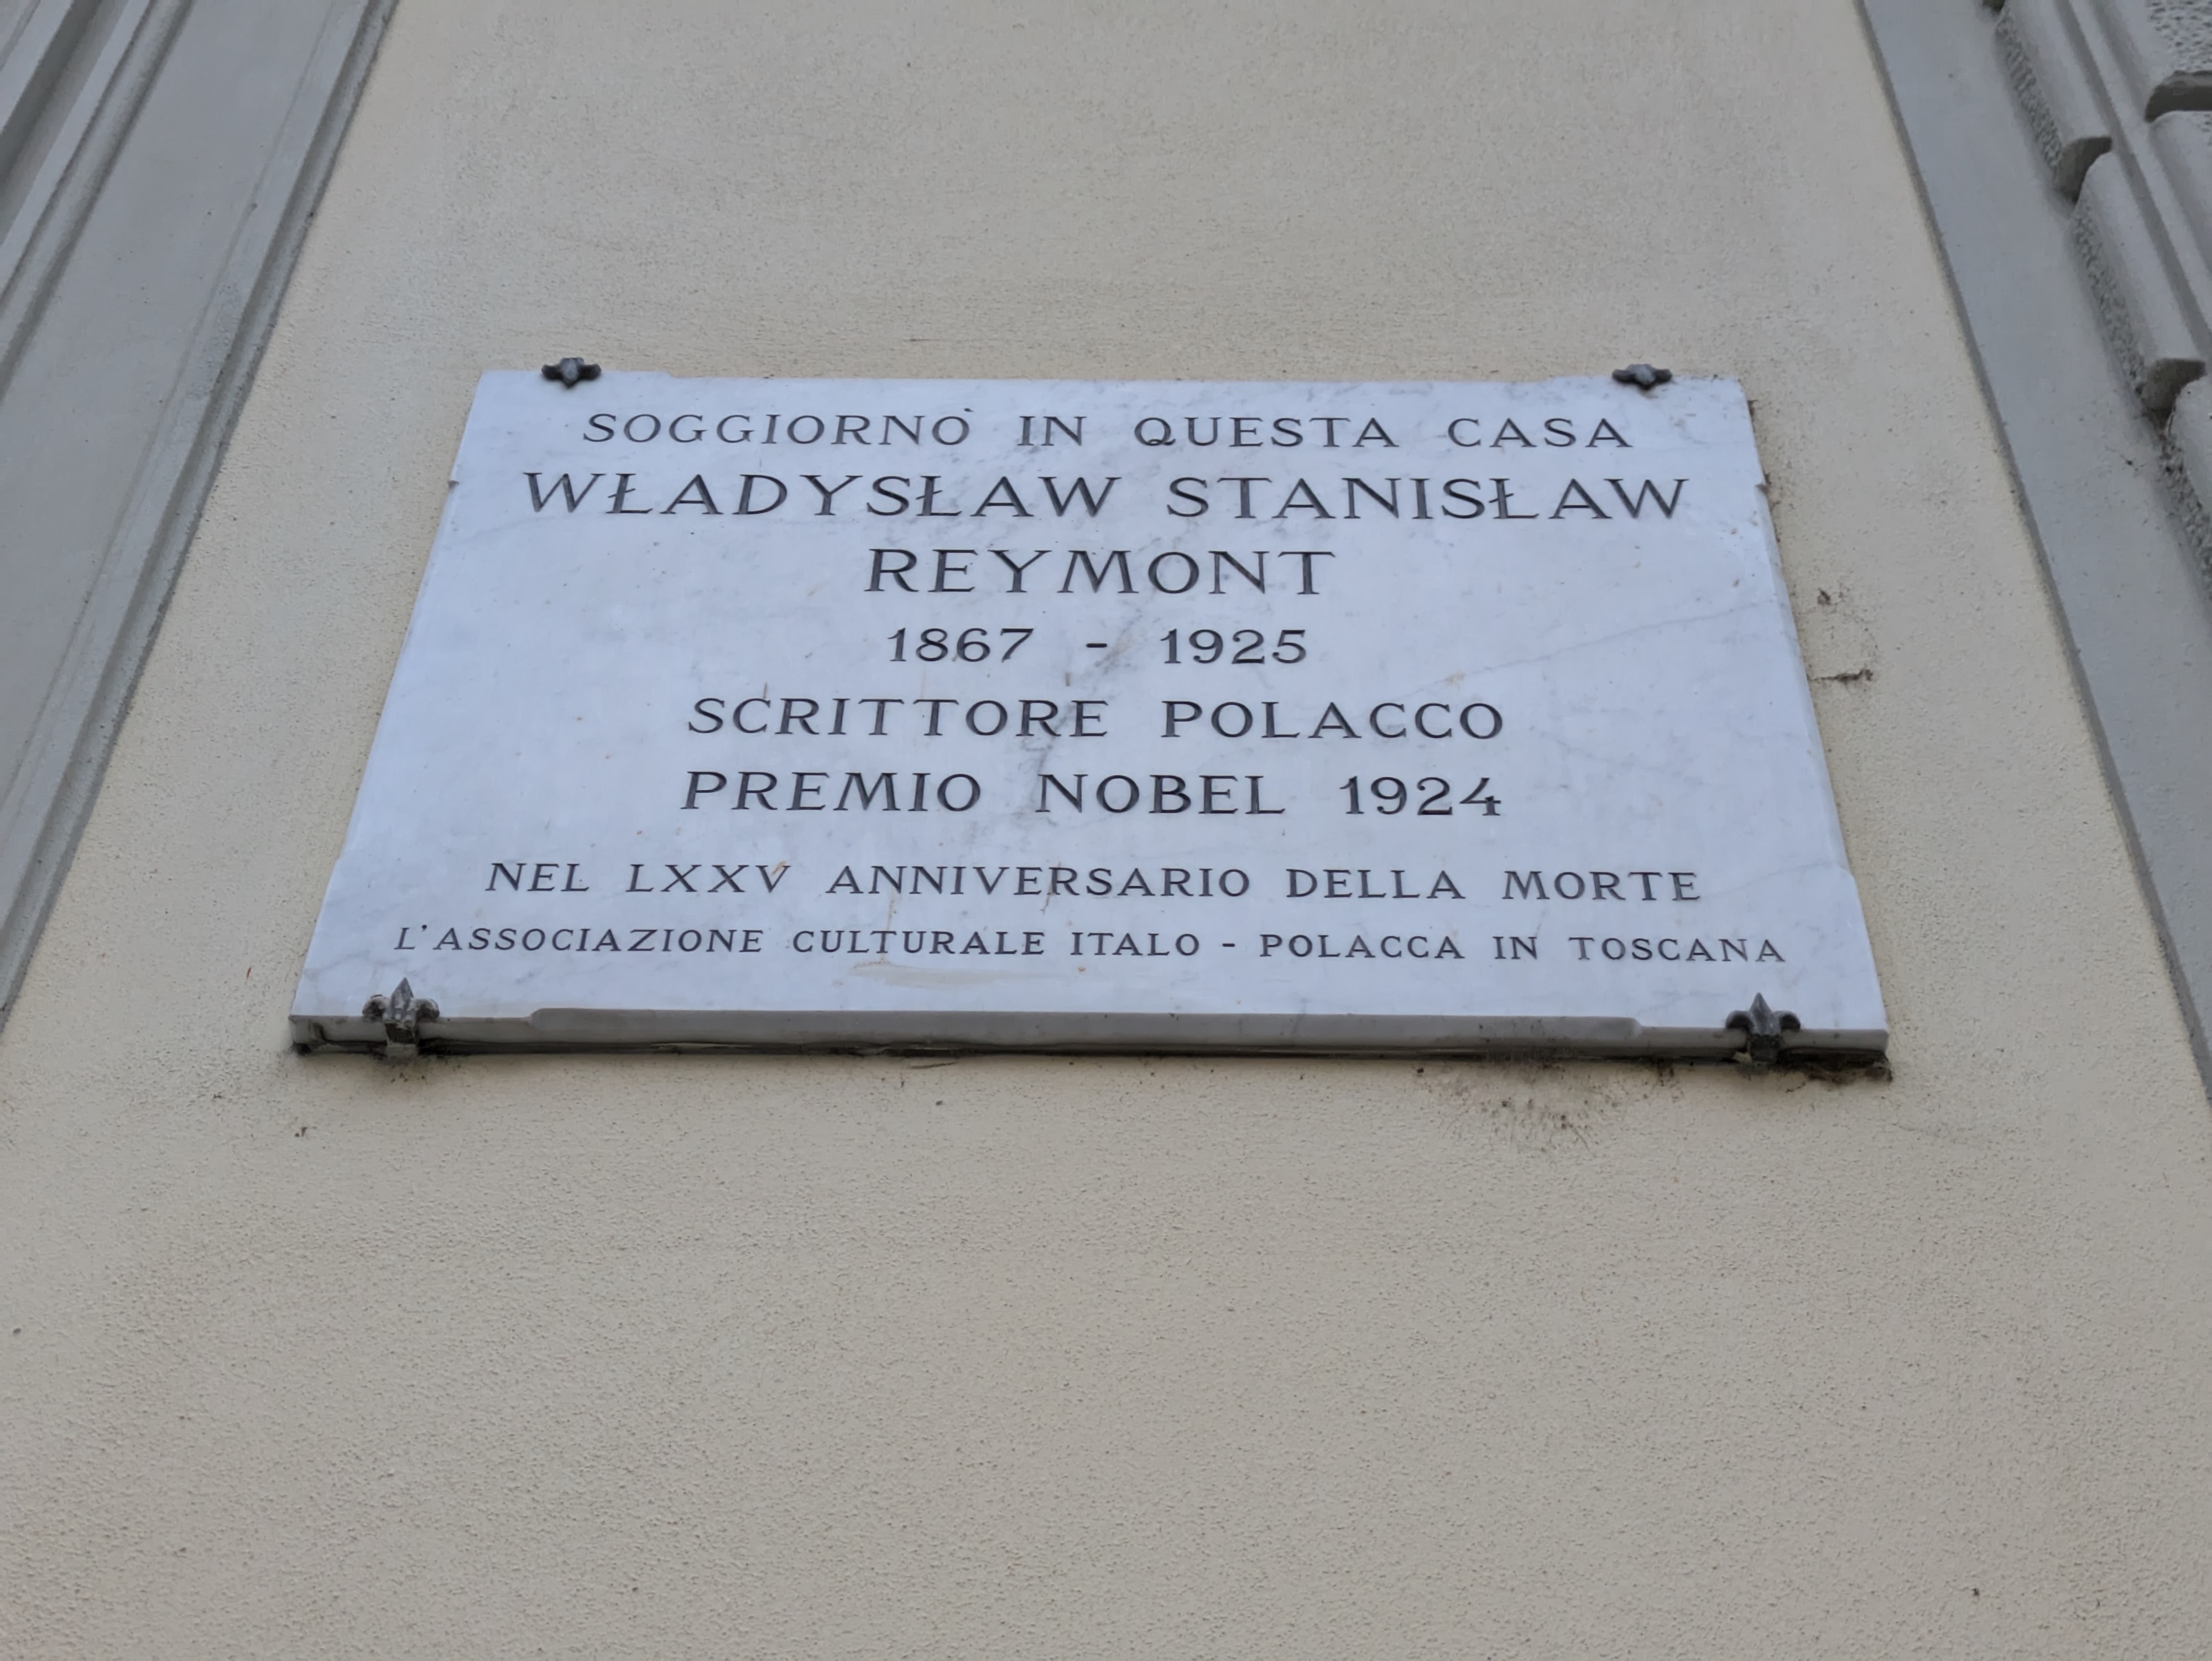 SOGGIORNÒ IN QUESTA CASA
WŁADYSŁAW STANISŁAW
REYMONT
1867 - 1925
SCRITTORE POLACCO
PREMIO NOBEL 1924
NEL LXXV ANNIVERSARIO DELLA MORTE
L'ASSOCIAZIONE CULTURALE ITALO - POLACCA IN TOSCANA